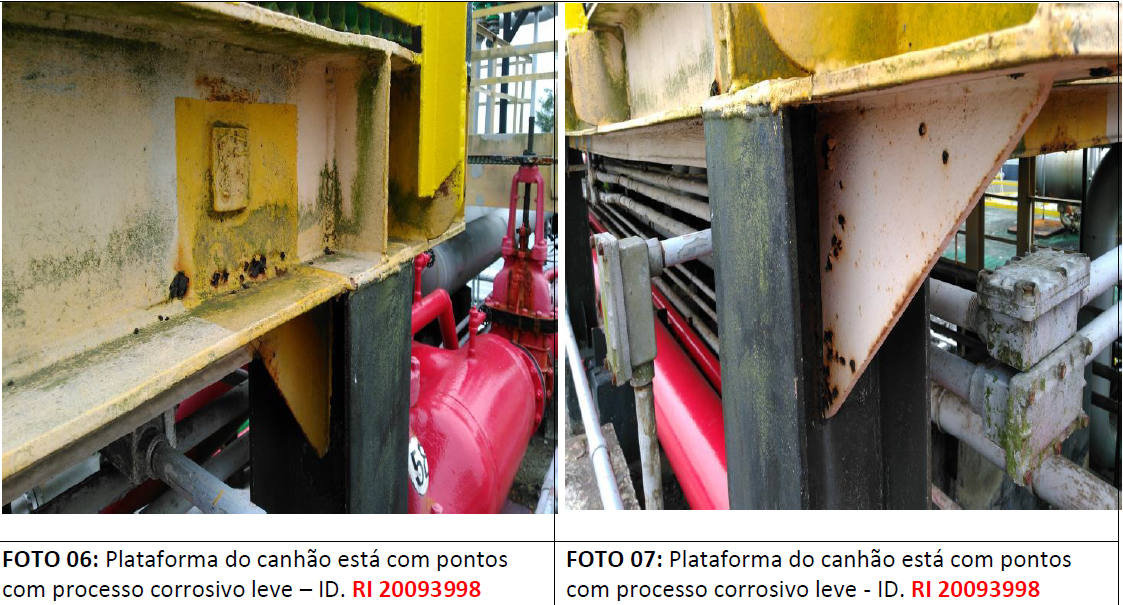 FOTO 06: Plataforma do canhão está com pontos
com processo corrosivo leve – ID. RI 20093998
FOTO 07: Plataforma do canhão está com pontos
com processo corrosivo leve - ID. RI 20093998